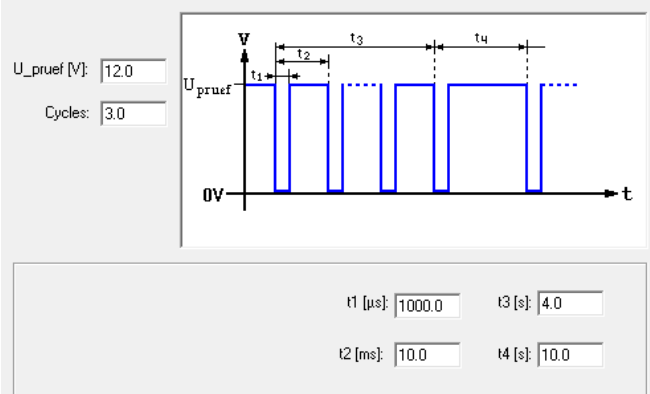 U_pruef [V]: 12.0
Cycles: 3.0
V
t3
t4
t2
t1
Upruef
0V
t
t1 [µs]: 1000.0
t3 [s]: 4.0
t2 [ms]: 10.0
t4 [s]: 10.0